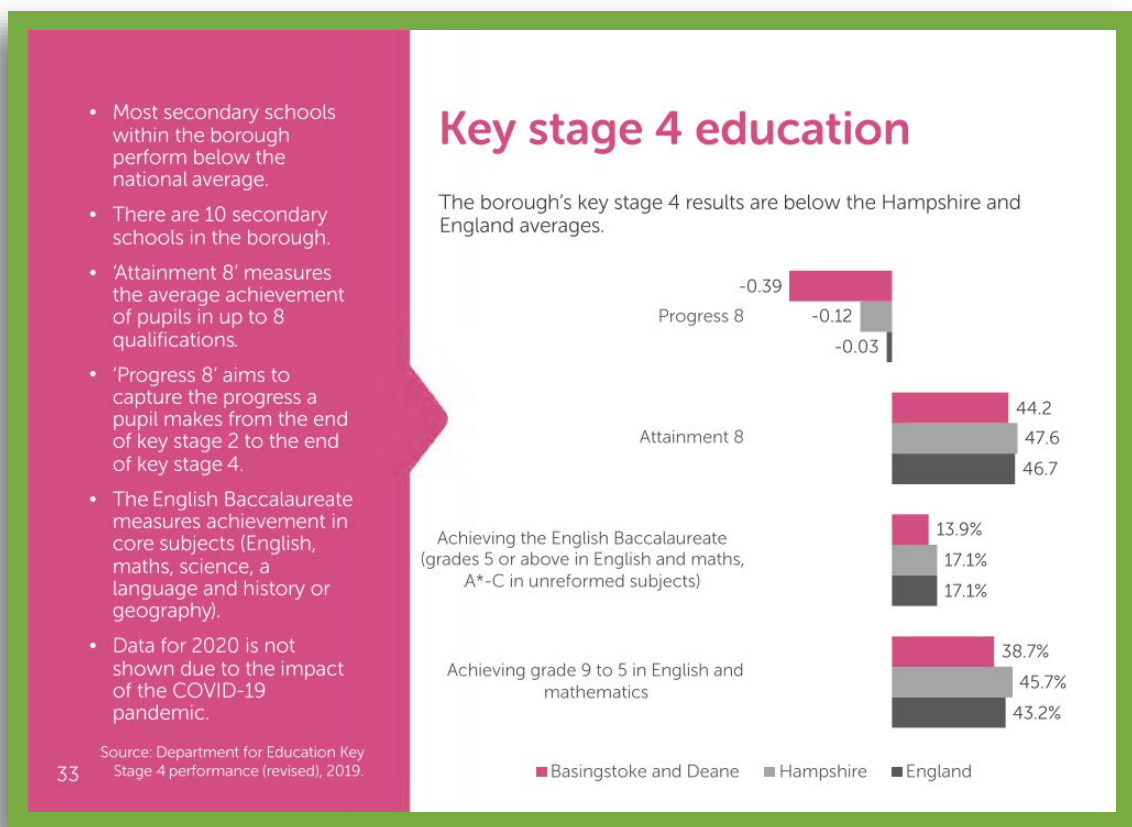 • Most secondary schools
within the borough
perform below the
national average.
• There are 10 secondary
schools in the borough.
• ‘Attainment 8’ measures
the average achievement
of pupils in up to 8
qualifications.
• ‘Progress 8’ aims to
capture the progress a
pupil makes from the end
of key stage 2 to the end
of key stage 4.
• The English Baccalaureate
measures achievement in
core subjects (English,
maths, science, a
language and history or
geography).
• Data for 2020 is not
shown due to the impact
of the COVID-19
pandemic.
Source: Department for Education Key
Stage 4 performance (revised), 2019.
33
Key stage 4 education
The borough’s key stage 4 results are below the Hampshire and
England averages.
Progress 8
-0.39
-0.12
-0.03
Attainment 8
44.2
47.6
46.7
Achieving the English Baccalaureate
(grades 5 or above in English and maths,
A*-C in unreformed subjects)
13.9%
17.1%
17.1%
Achieving grade 9 to 5 in English and
mathematics
38.7%
45.7%
43.2%
Basingstoke and Deane Hampshire England